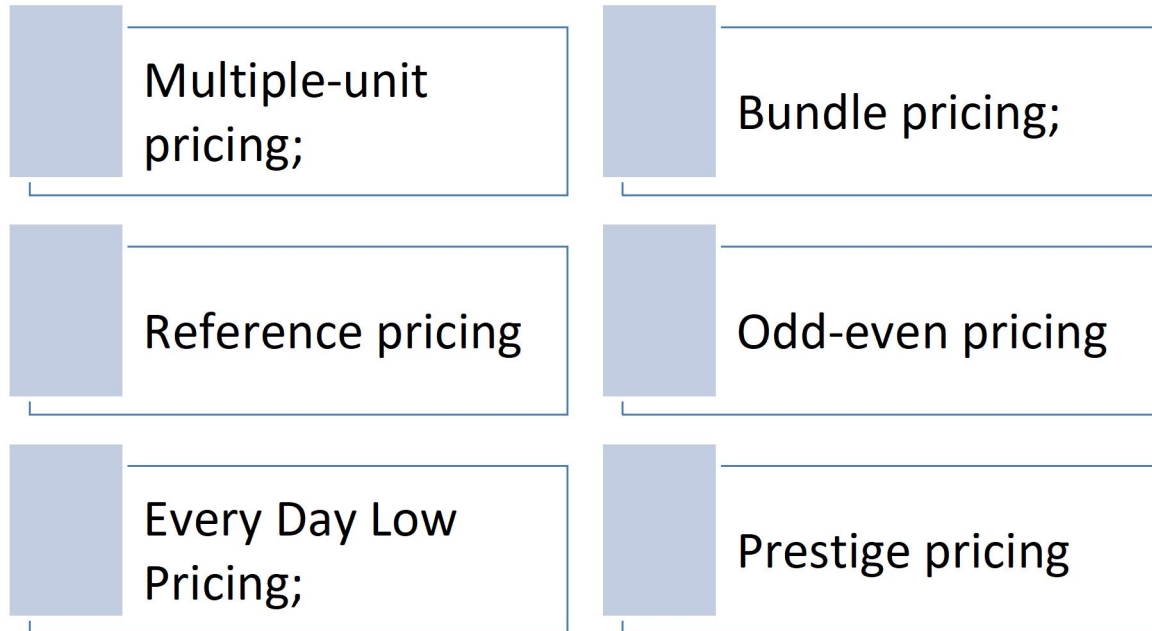 Multiple-unit
pricing;
Bundle pricing;
Reference pricing
Odd-even pricing
Every Day Low
Pricing;
Prestige pricing